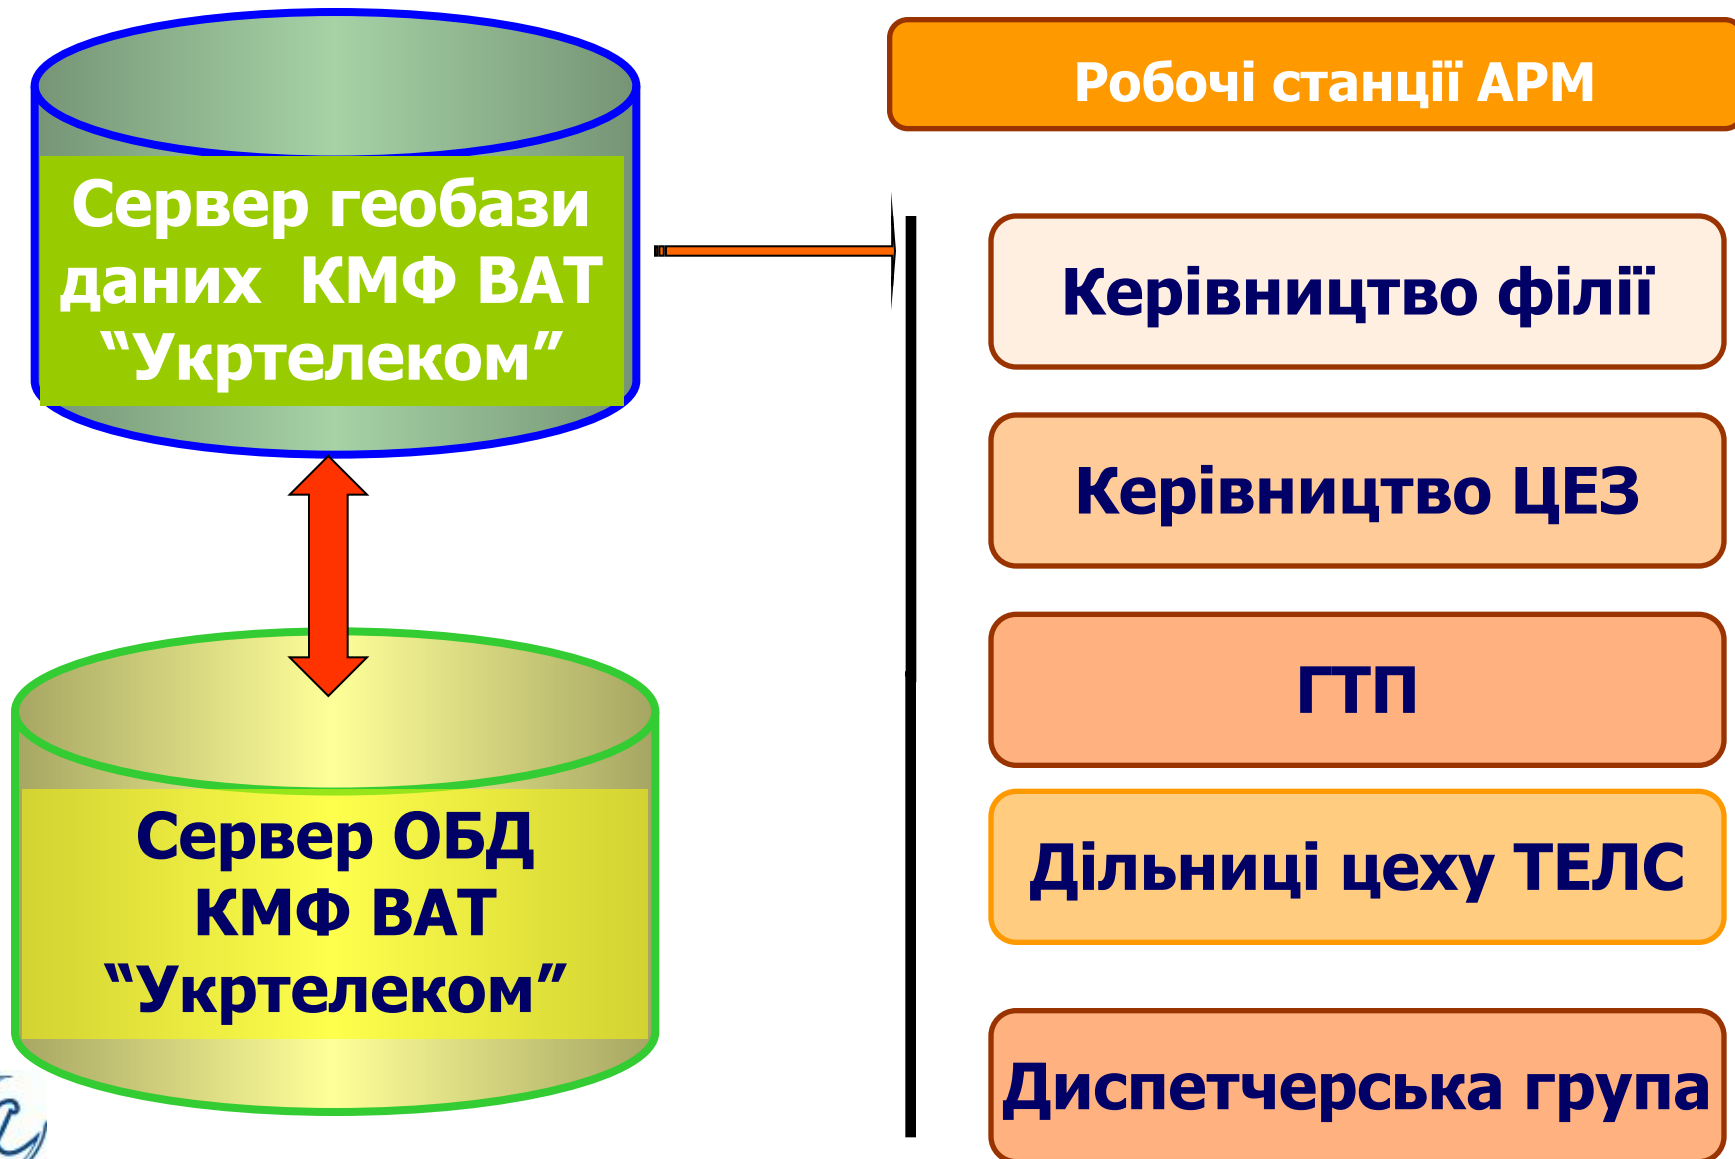 Сервер геобази
даних КМФ ВАТ
“Укртелеком”
Сервер ОБД
КМФ ВАТ
“Укртелеком”
Робочі станції АРМ
Керівництво філії
Керівництво ЦЕЗ
ГТП
Дільниці цеху ТЕЛС
Диспетчерська група